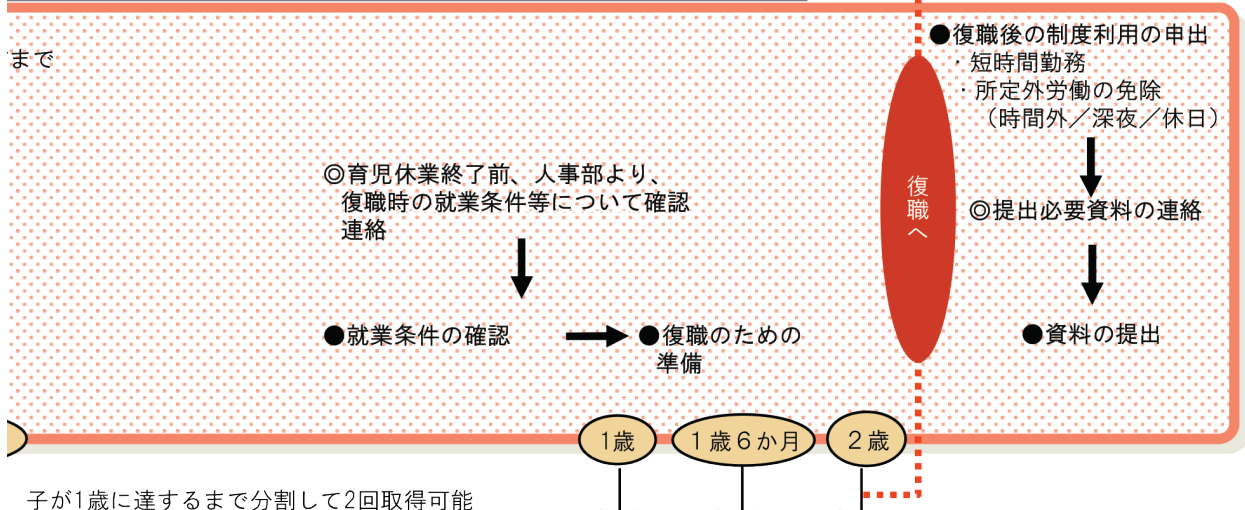 まで
◎育児休業終了前、人事部より、
復職時の就業条件等について確認
連絡
●就業条件の確認
●復職のための
準備
復職へ
●復職後の制度利用の申出
・短時間勤務
・所定外労働の免除
（時間外／深夜／休日）
◎提出必要資料の連絡
●資料の提出
1歳
1歳6か月
2歳
子が1歳に達するまで分割して2回取得可能